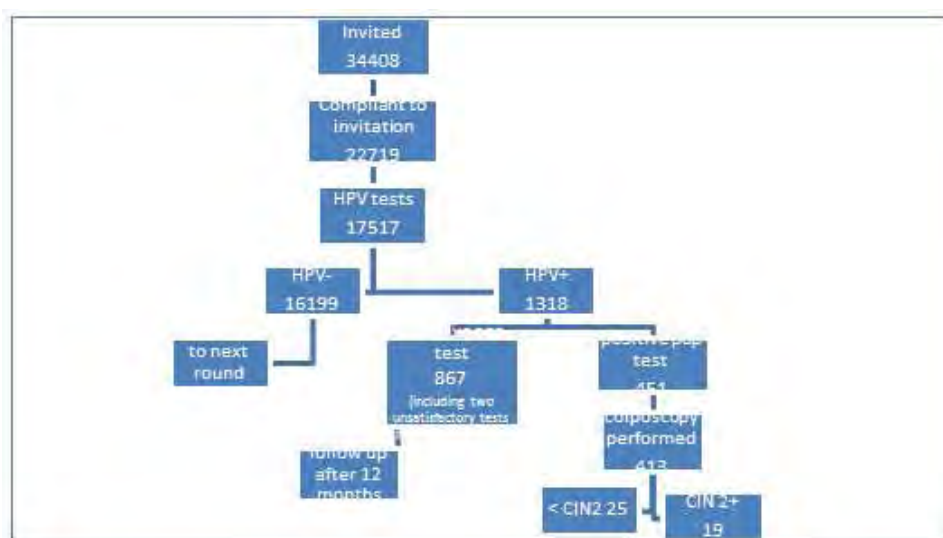 Invited
34408
Compliant to
invitation
22719
HPV tests
17517
HPV-
16199
HPV+
1318
to next
round
test
867
(including two
unsatisfactory tests
positive pap
test
451
follow up
after 12
months
colposcopy
performed
413
< CIN2 25
CIN 2+
19